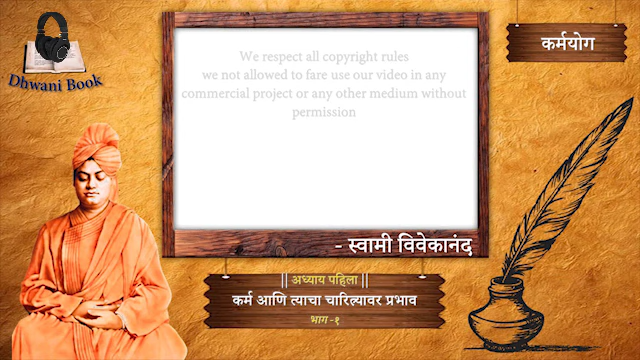 Dhwani Book
कर्मयोग
We respect all copyright rules
we not allowed to fare use our video in any
commercial project or any other medium without
permission
- स्वामी विवेकानंद
|| अध्याय पहिला ||
कर्म आणि त्याचा चारित्र्यावर प्रभाव
भाग -१